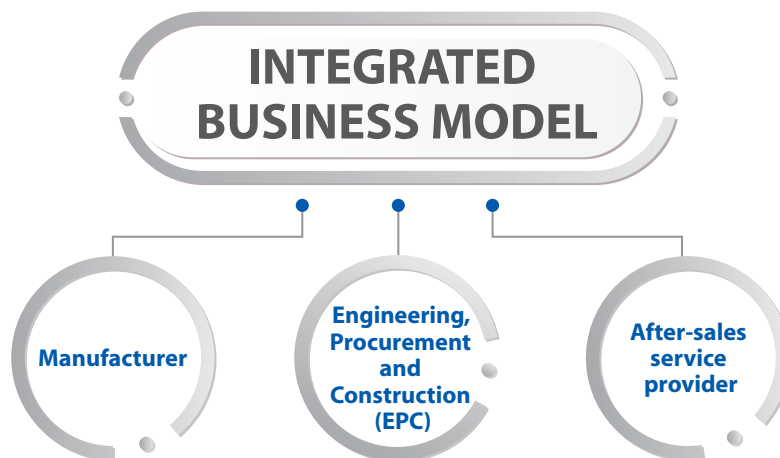 INTEGRATED
BUSINESS MODEL
Manufacturer
Engineering,
Procurement
and
Construction
(EPC)
After-sales
service
provider